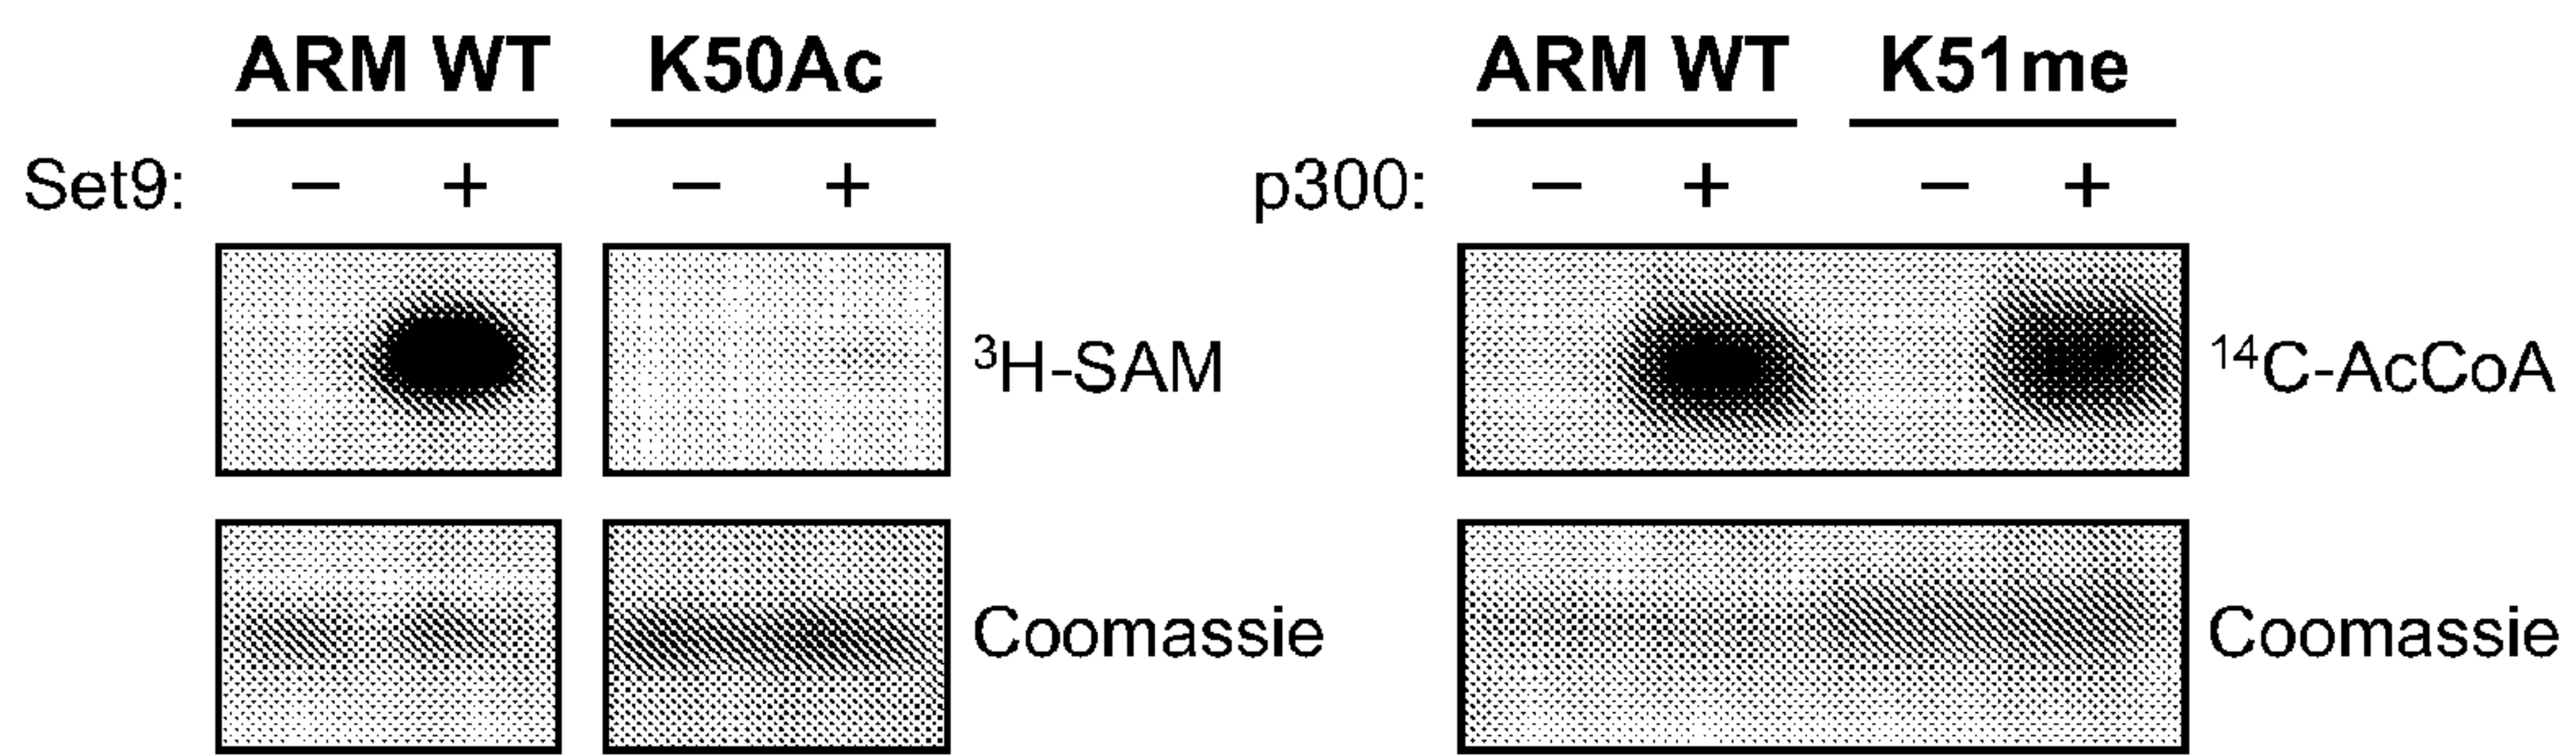 ARM WT K50Ac ARM WT K51me
Set9: − + − + p300: − + − +
³H-SAM ¹⁴C-AcCoA
Coomassie Coomassie